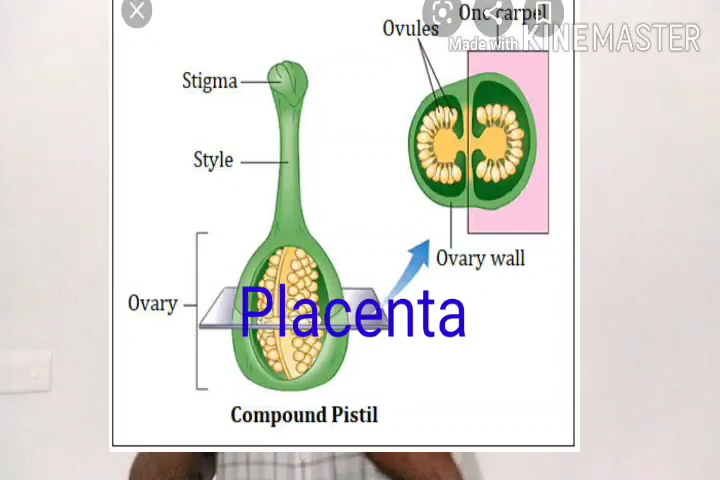 One carpel
Ovules
Made with KINEMASTER
Stigma
Style
Ovary wall
Ovary
Placenta
Compound Pistil